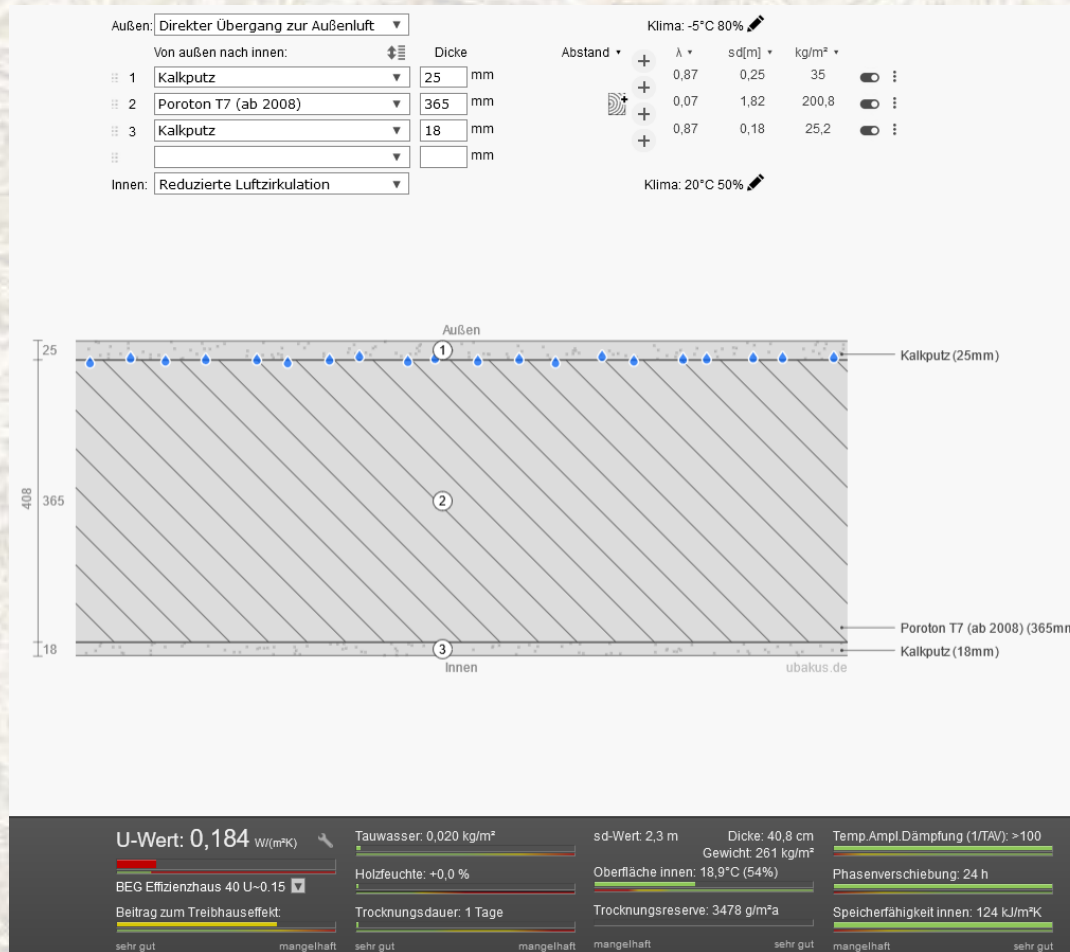 Außen: Direkter Übergang zur Außenluft Klima: -5°C 80%
Von außen nach innen: Dicke Abstand λ sd[m] kg/m²
1 Kalkputz 25 mm 0,87 0,25 35
2 Poroton T7 (ab 2008) 365 mm 0,07 1,82 200,8
3 Kalkputz 18 mm 0,87 0,18 25,2
mm
Innen: Reduzierte Luftzirkulation Klima: 20°C 50%
Außen
25 1 Kalkputz (25mm)
408 365 2
Poroton T7 (ab 2008) (365mm
18 3 Kalkputz (18mm)
Innen ubakus.de
U-Wert: 0,184 W/(m²K)
BEG Effizienzhaus 40 U~0.15
Beitrag zum Treibhauseffekt:
sehr gut mangelhaft
Tauwasser: 0,020 kg/m²
Holzfeuchte: +0,0 %
Trocknungsdauer: 1 Tage
sehr gut mangelhaft
sd-Wert: 2,3 m Dicke: 40,8 cm
Gewicht: 261 kg/m²
Oberfläche innen: 18,9°C (54%)
Trocknungsreserve: 3478 g/m²a
mangelhaft sehr gut
Temp.Ampl.Dämpfung (1/TAV): >100
Phasenverschiebung: 24 h
Speicherfähigkeit innen: 124 kJ/m²K
mangelhaft sehr gut